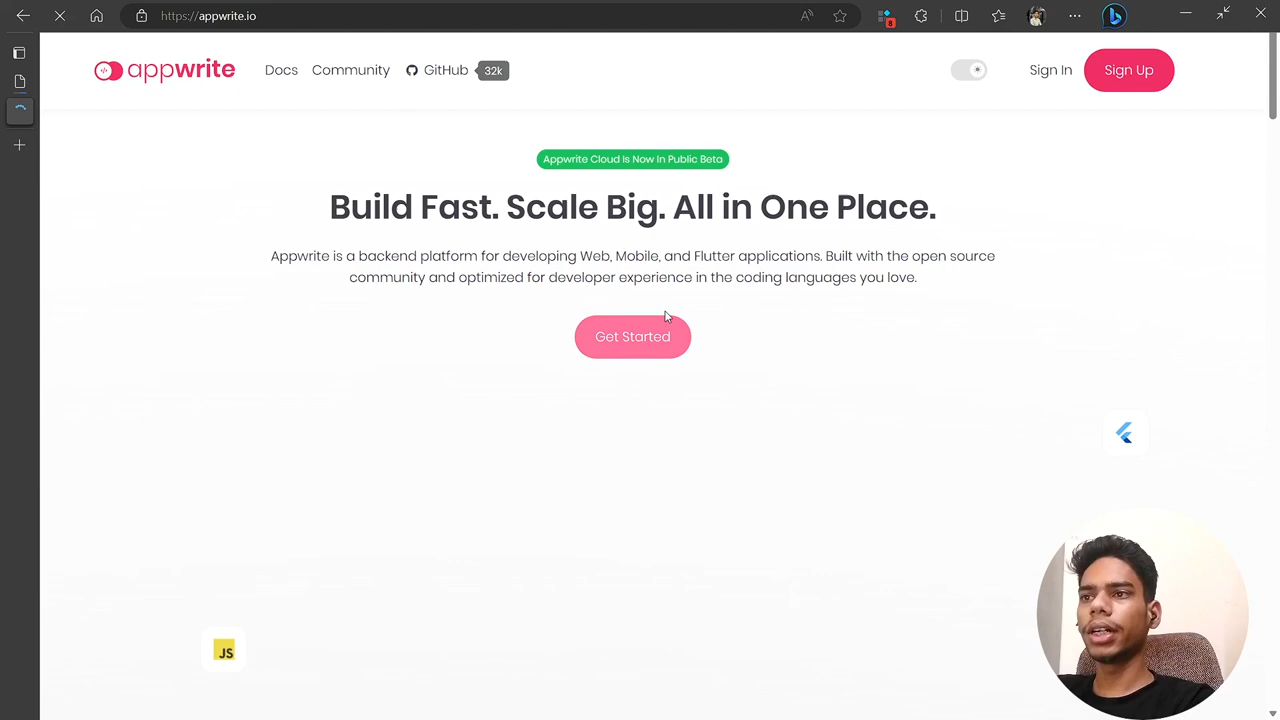 https://appwrite.io
8
appwrite
Docs
Community
GitHub
32k
Sign In
Sign Up
Appwrite Cloud Is Now In Public Beta
Build Fast. Scale Big. All in One Place.
Appwrite is a backend platform for developing Web, Mobile, and Flutter applications. Built with the open source
community and optimized for developer experience in the coding languages you love.
Get Started
JS